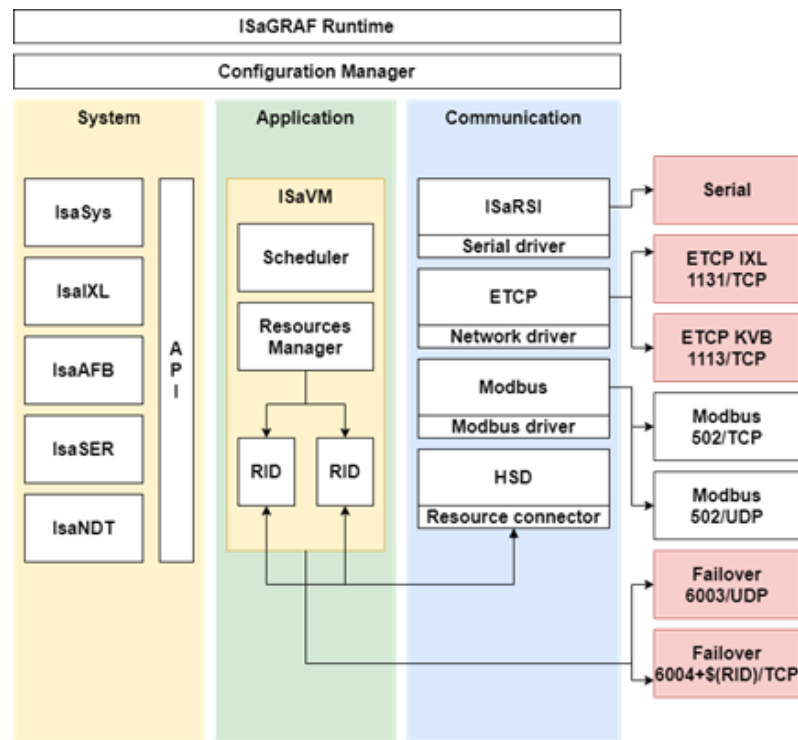 ISaGRAF Runtime
Configuration Manager
System
IsaSys
IsaIXL
IsaAFB
IsaSER
IsaNDT
A
P
I
Application
ISaVM
Scheduler
Resources
Manager
RID
RID
Communication
ISaRSI
Serial driver
ETCP
Network driver
Modbus
Modbus driver
HSD
Resource connector
Serial
ETCP IXL
1131/TCP
ETCP KVB
1113/TCP
Modbus
502/TCP
Modbus
502/UDP
Failover
6003/UDP
Failover
6004+$(RID)/TCP